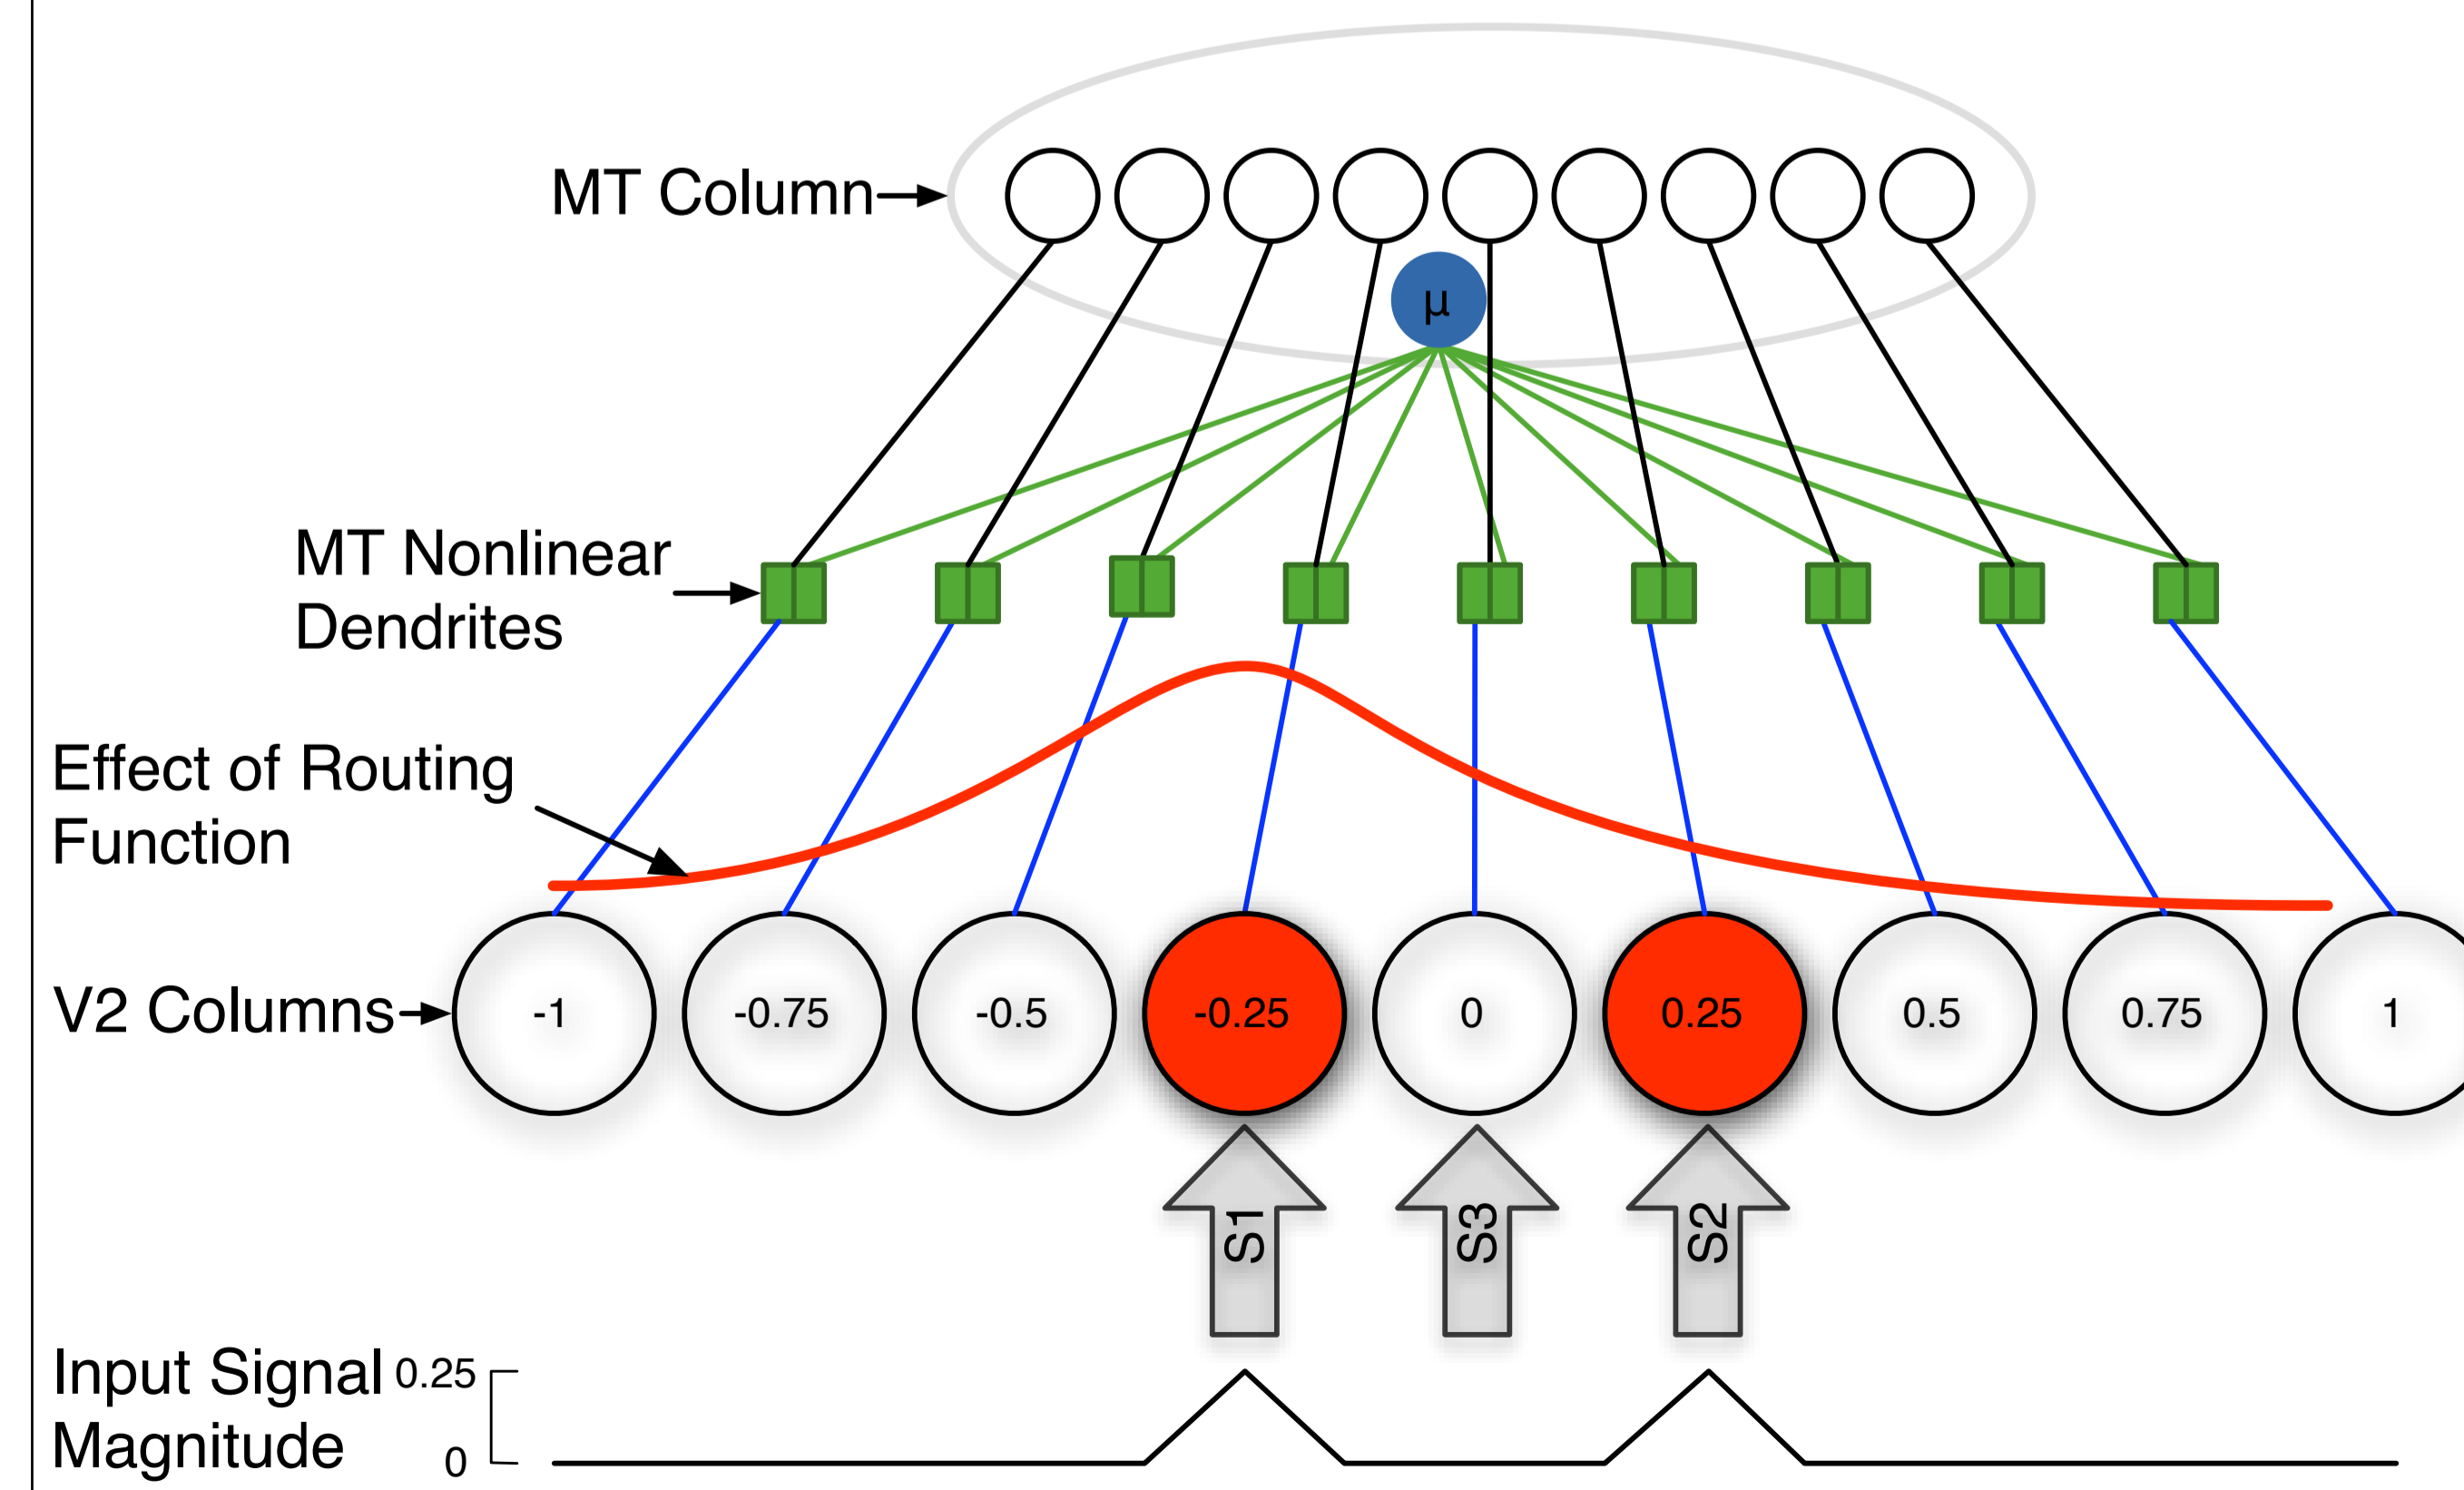 MT Column
μ
MT Nonlinear
Dendrites
Effect of Routing
Function
V2 Columns
-1
-0.75
-0.5
-0.25
0
0.25
0.5
0.75
1
S1
S3
S2
Input Signal
Magnitude
0.25
0